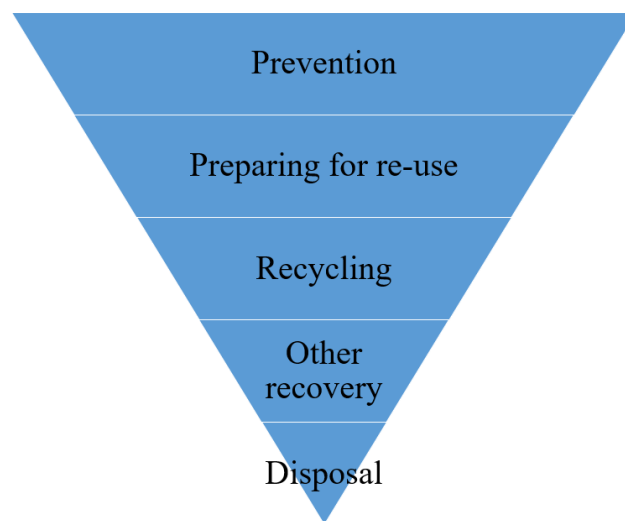 Prevention
Preparing for re-use
Recycling
Other
recovery
Disposal